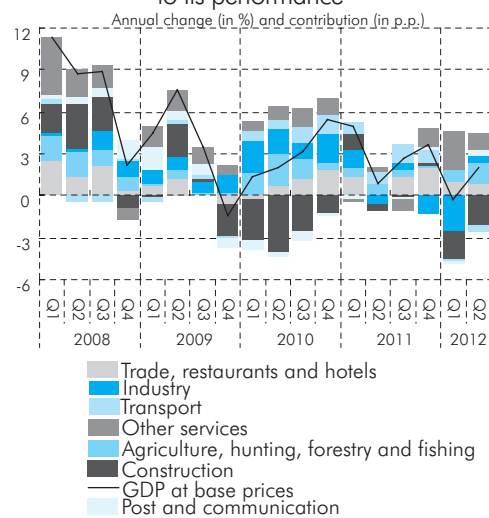 to its performance
Annual change (in %) and contribution (in p.p.)
12
9
6
3
0
-3
-6
Q1 Q2 Q3 Q4 Q1 Q2 Q3 Q4 Q1 Q2 Q3 Q4 Q1 Q2 Q3 Q4 Q1 Q2
2008 2009 2010 2011 2012
Trade, restaurants and hotels
Industry
Transport
Other services
Agriculture, hunting, forestry and fishing
Construction
GDP at base prices
Post and communication